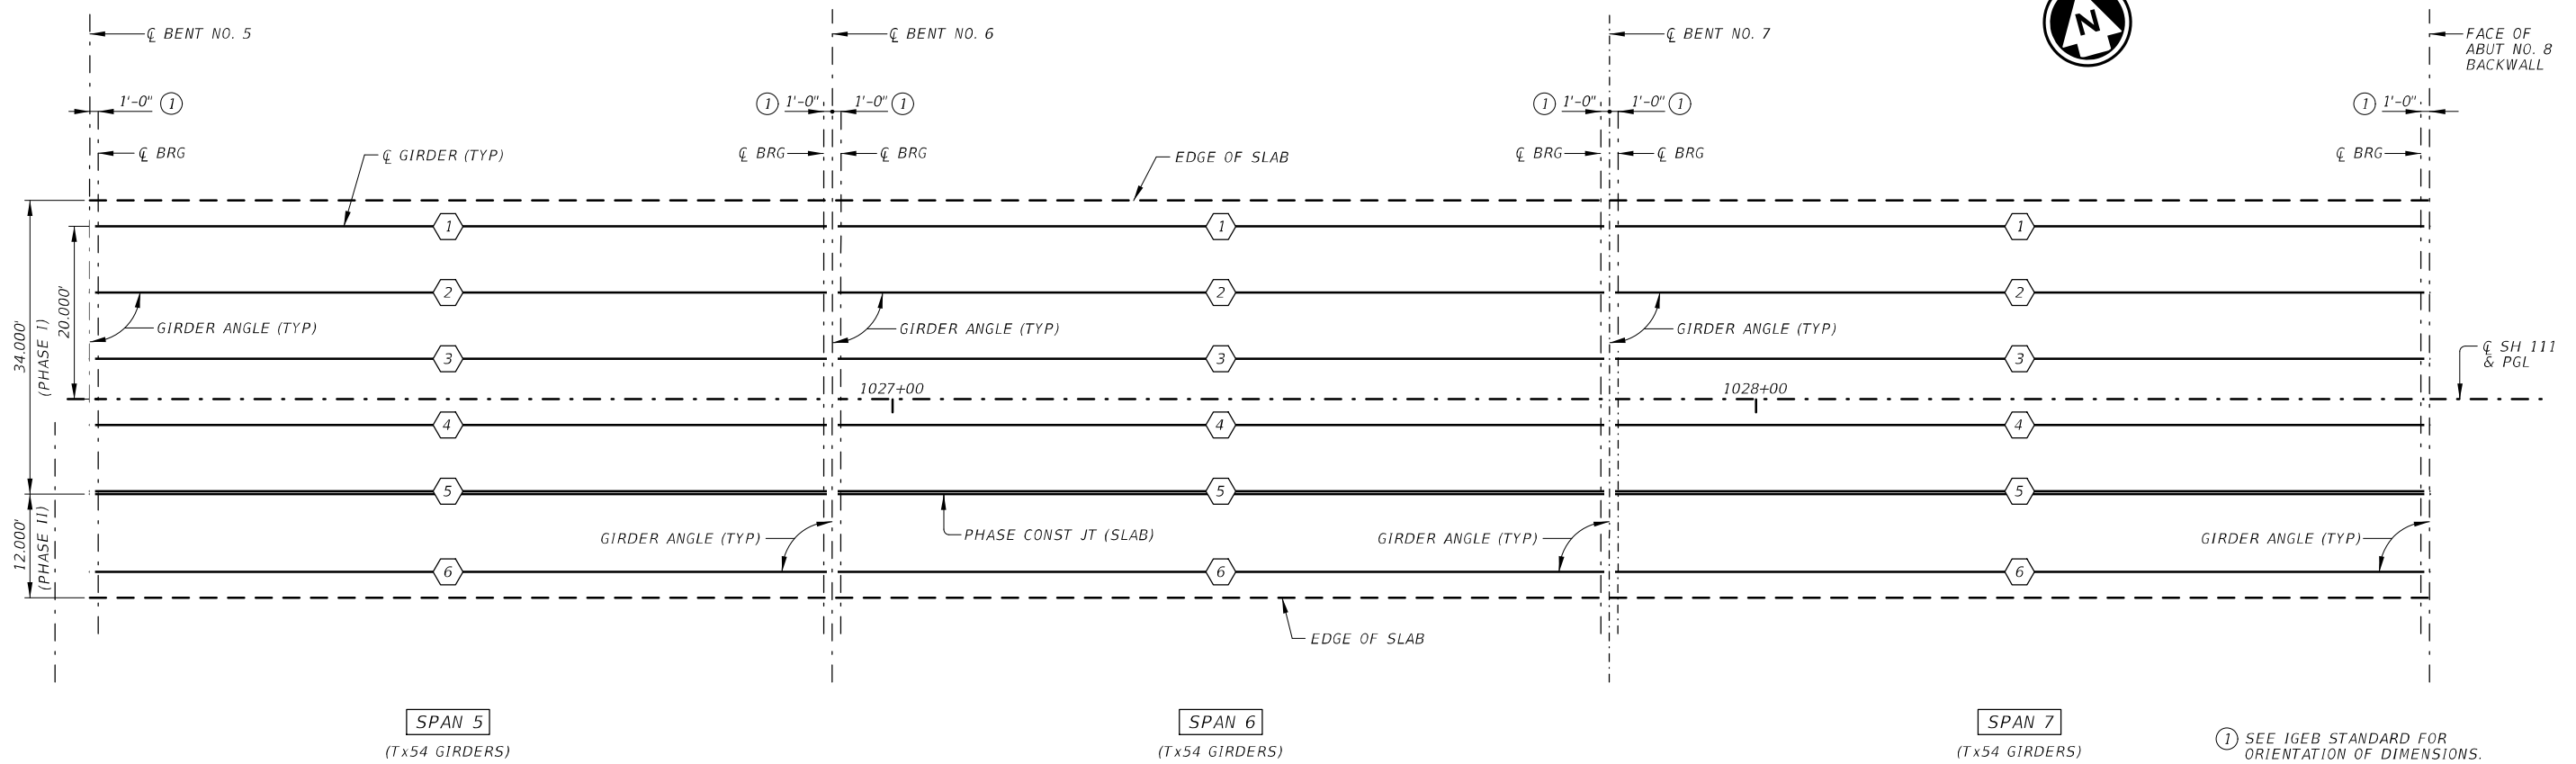 ℄ BENT NO. 5
℄ BENT NO. 6
℄ BENT NO. 7
N
FACE OF
ABUT NO. 8
BACKWALL
1'-0" 1
1 1'-0"
1'-0" 1
1 1'-0"
1'-0" 1
1 1'-0"
℄ BRG
℄ GIRDER (TYP)
℄ BRG
℄ BRG
EDGE OF SLAB
℄ BRG
℄ BRG
℄ BRG
1
1
1
2
2
2
34.000'
(PHASE I)
20.000'
GIRDER ANGLE (TYP)
GIRDER ANGLE (TYP)
GIRDER ANGLE (TYP)
3
3
3
℄ SH 111
& PGL
1027+00
1028+00
4
4
4
5
5
5
12.000'
(PHASE II)
GIRDER ANGLE (TYP)
PHASE CONST JT (SLAB)
GIRDER ANGLE (TYP)
GIRDER ANGLE (TYP)
6
6
6
EDGE OF SLAB
SPAN 5
(Tx54 GIRDERS)
SPAN 6
(Tx54 GIRDERS)
SPAN 7
(Tx54 GIRDERS)
1 SEE IGEB STANDARD FOR
ORIENTATION OF DIMENSIONS.